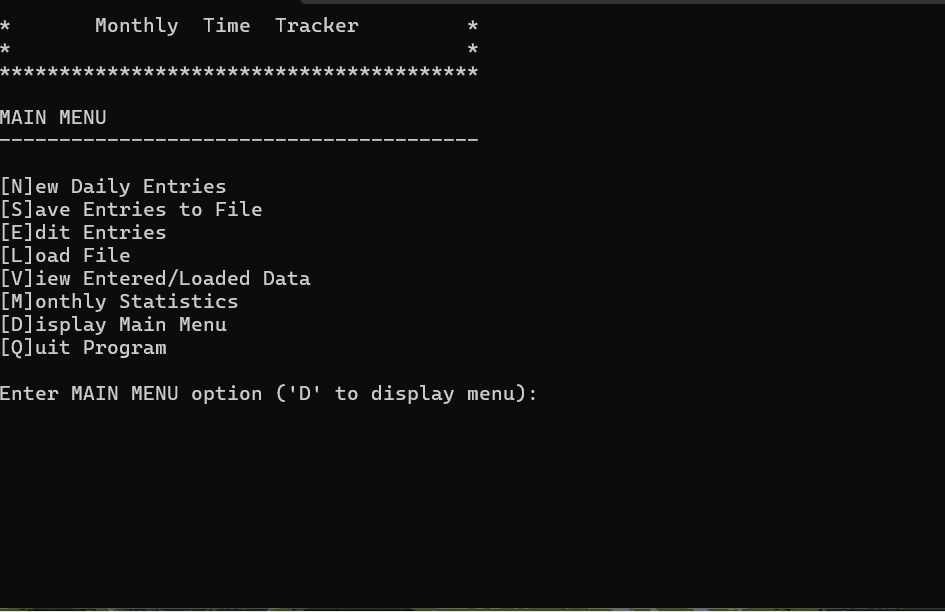 *       Monthly  Time  Tracker         *
*                                      *
****************************************
MAIN MENU
----------------------------------------
[N]ew Daily Entries
[S]ave Entries to File
[E]dit Entries
[L]oad File
[V]iew Entered/Loaded Data
[M]onthly Statistics
[D]isplay Main Menu
[Q]uit Program
Enter MAIN MENU option ('D' to display menu):